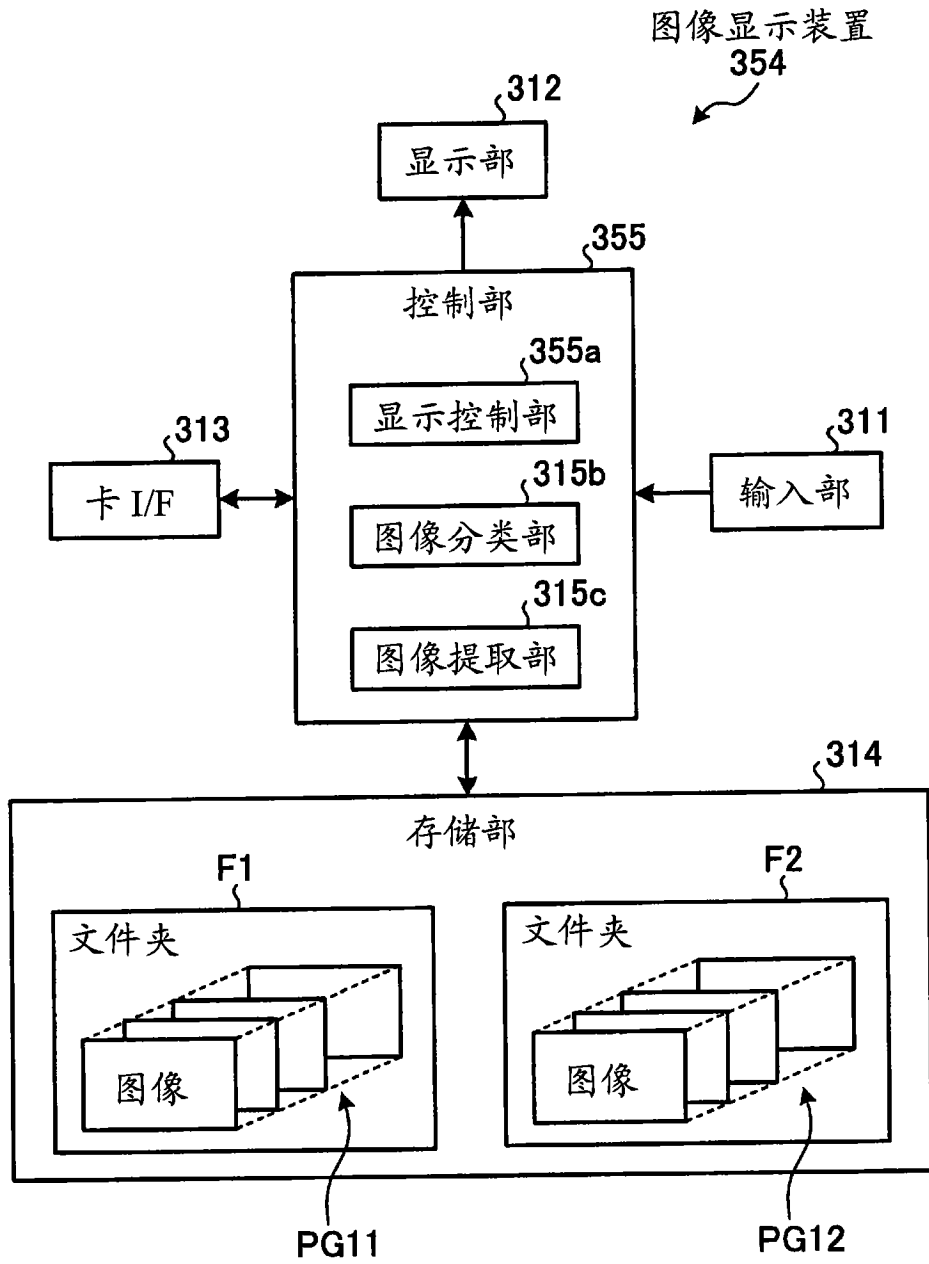 图像显示装置
354
312
显示部
355
控制部
355a
显示控制部
313
卡 I/F
311
输入部
315b
图像分类部
315c
图像提取部
314
存储部
F1
F2
文件夹
文件夹
图像
图像
PG11
PG12